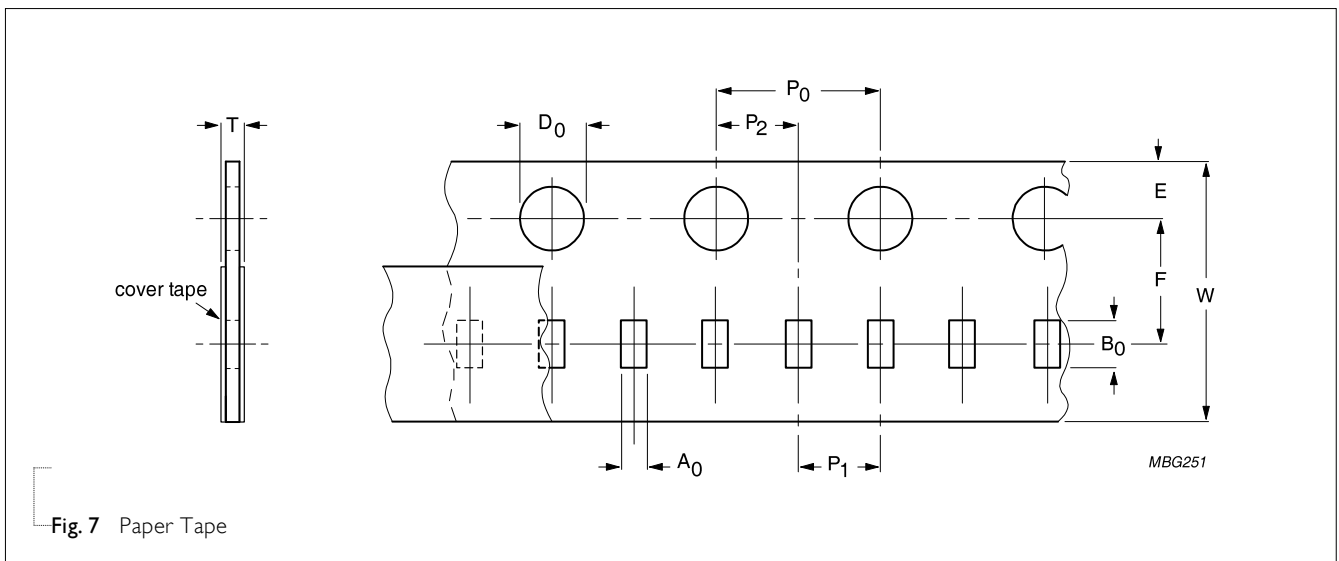 P0
T
D0
P2
E
F
cover tape
W
B0
A0
P1
MBG251
Fig. 7 Paper Tape